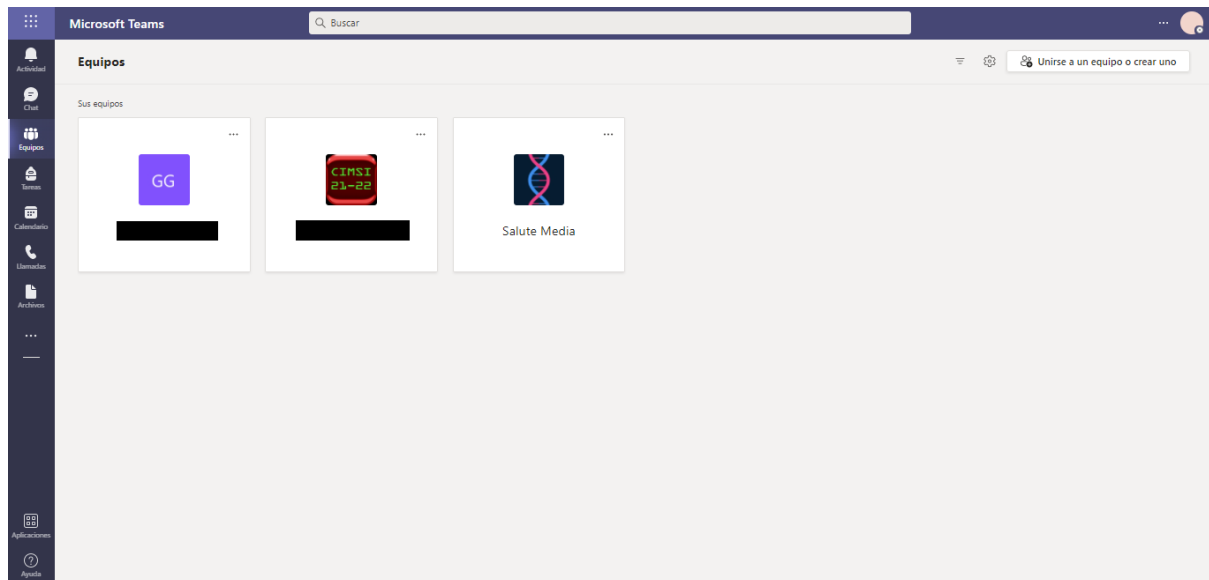 Microsoft Teams
Buscar
Actividad
Chat
Equipos
Tareas
Calendario
Llamadas
Archivos
Aplicaciones
Ayuda
Equipos
Unirse a un equipo o crear uno
Sus equipos
GG
CIMSI
21-22
Salute Media